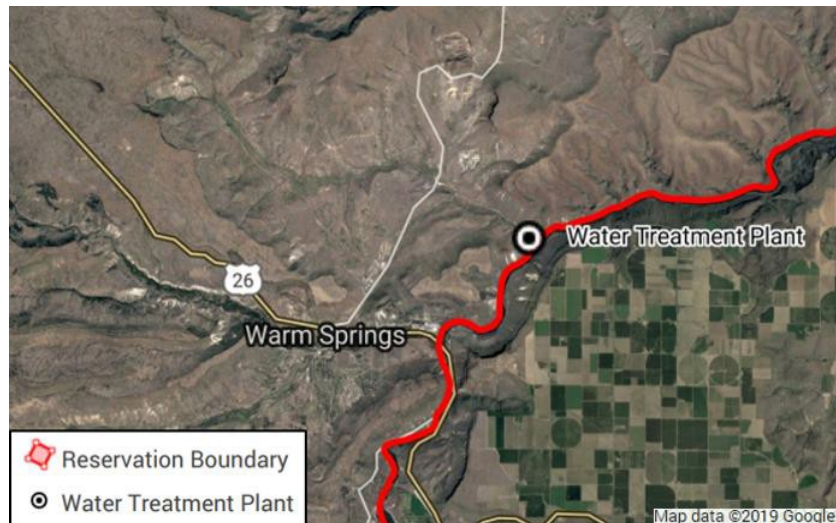 Water Treatment Plant
26
Warm Springs
Reservation Boundary
Water Treatment Plant
Map data ©2019 Google